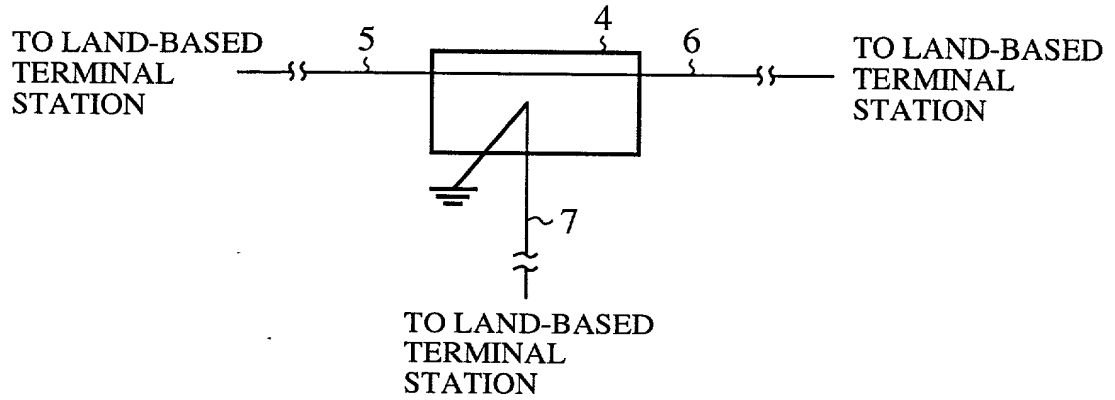 TO LAND-BASED
TERMINAL
STATION
5
4
6
TO LAND-BASED
TERMINAL
STATION
7
TO LAND-BASED
TERMINAL
STATION